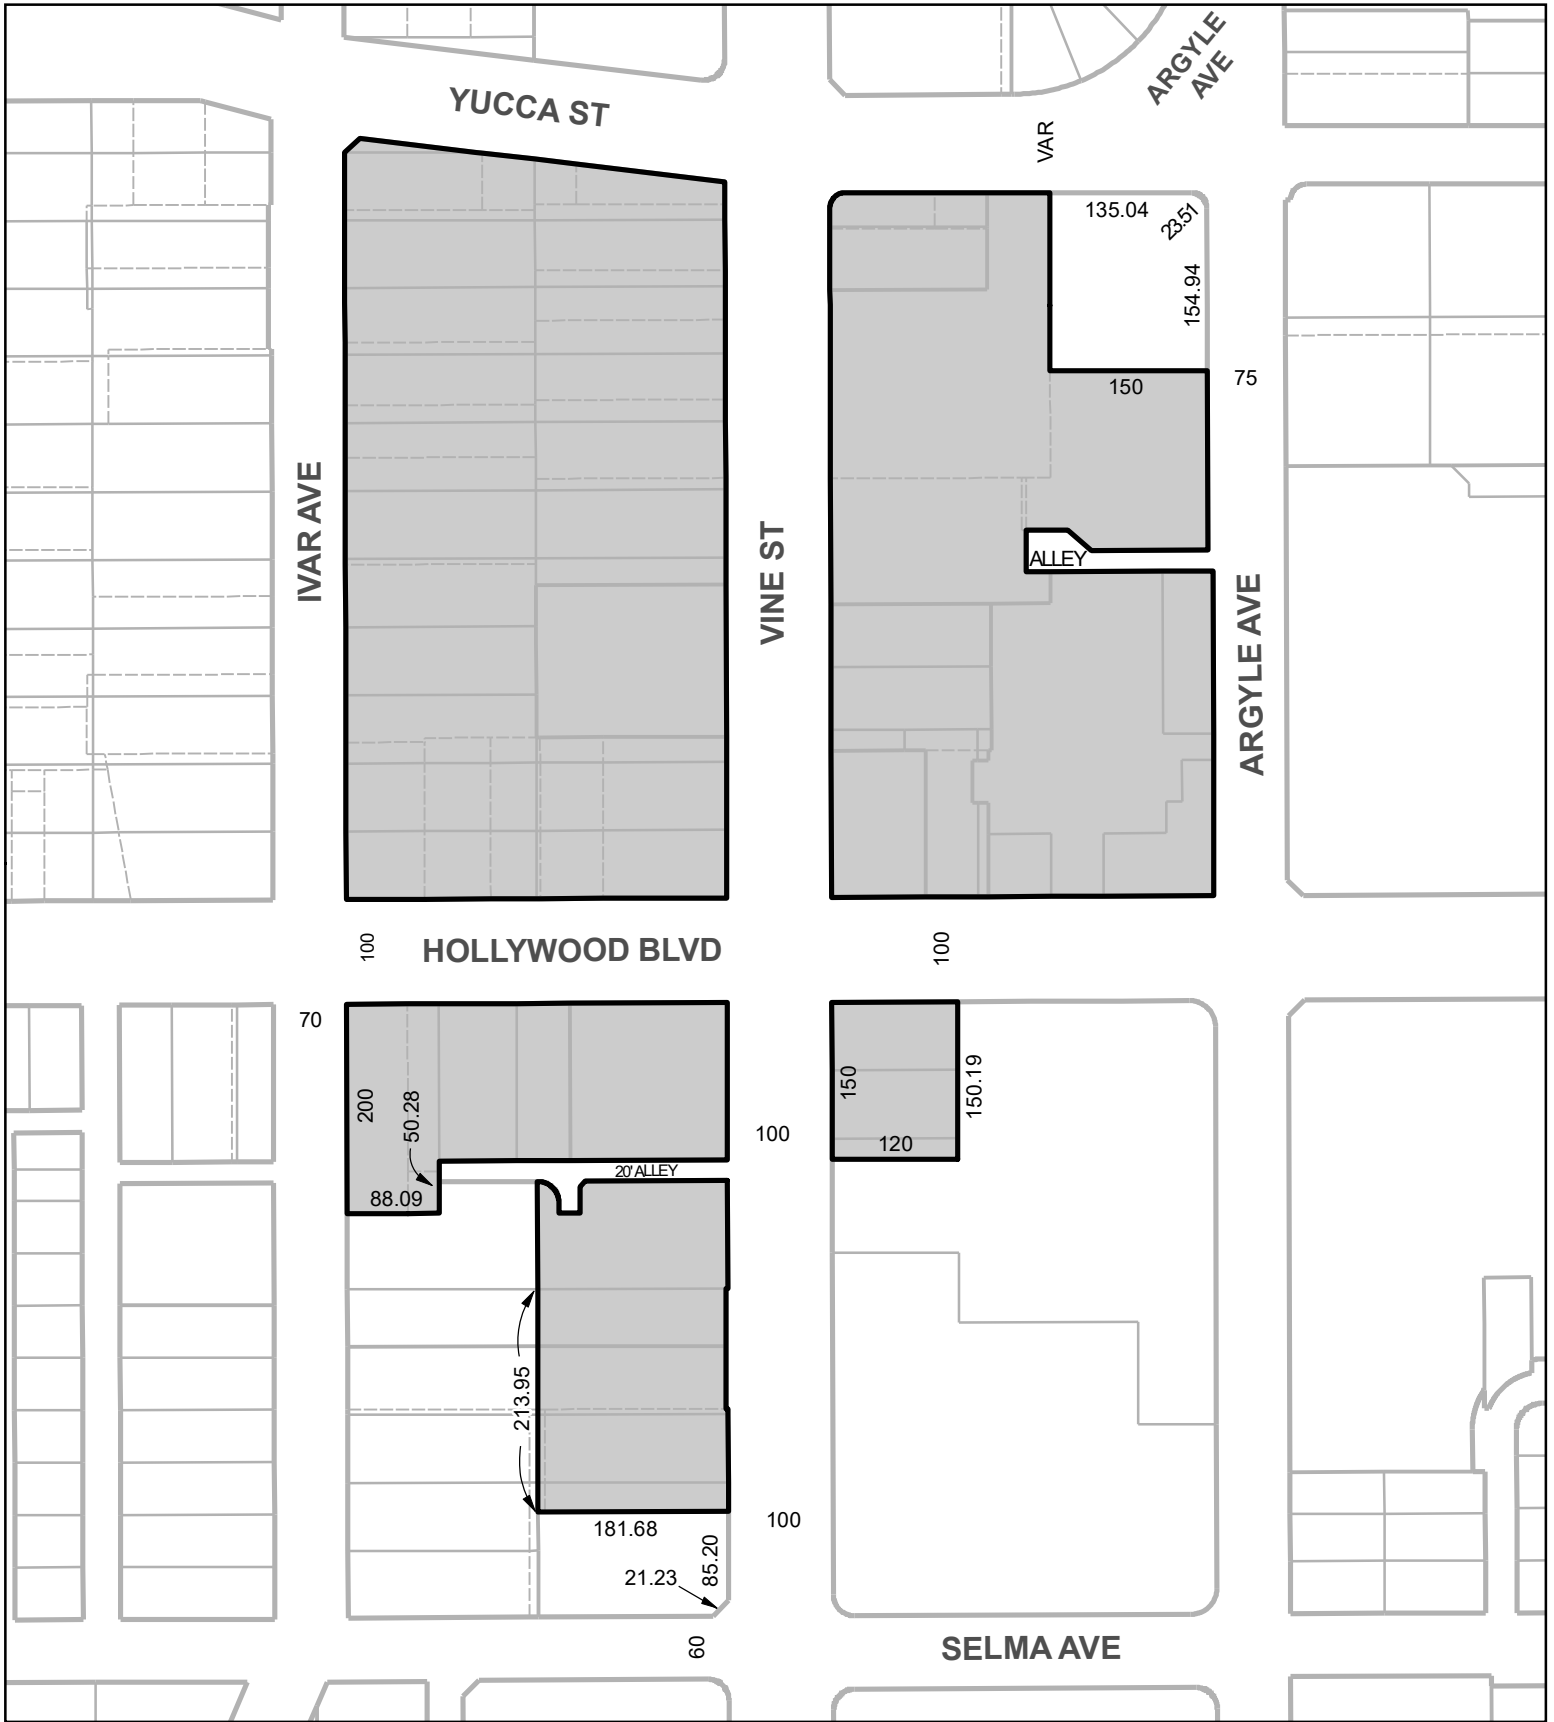 ARGYLE
AVE
YUCCA ST
VAR
135.04
23.51
154.94
150
75
IVAR AVE
VINE ST
ALLEY
ARGYLE AVE
100
HOLLYWOOD BLVD
100
70
200
50.28
150
150.19
100
120
20' ALLEY
88.09
213.95
181.68
100
85.20
21.23
60
SELMA AVE